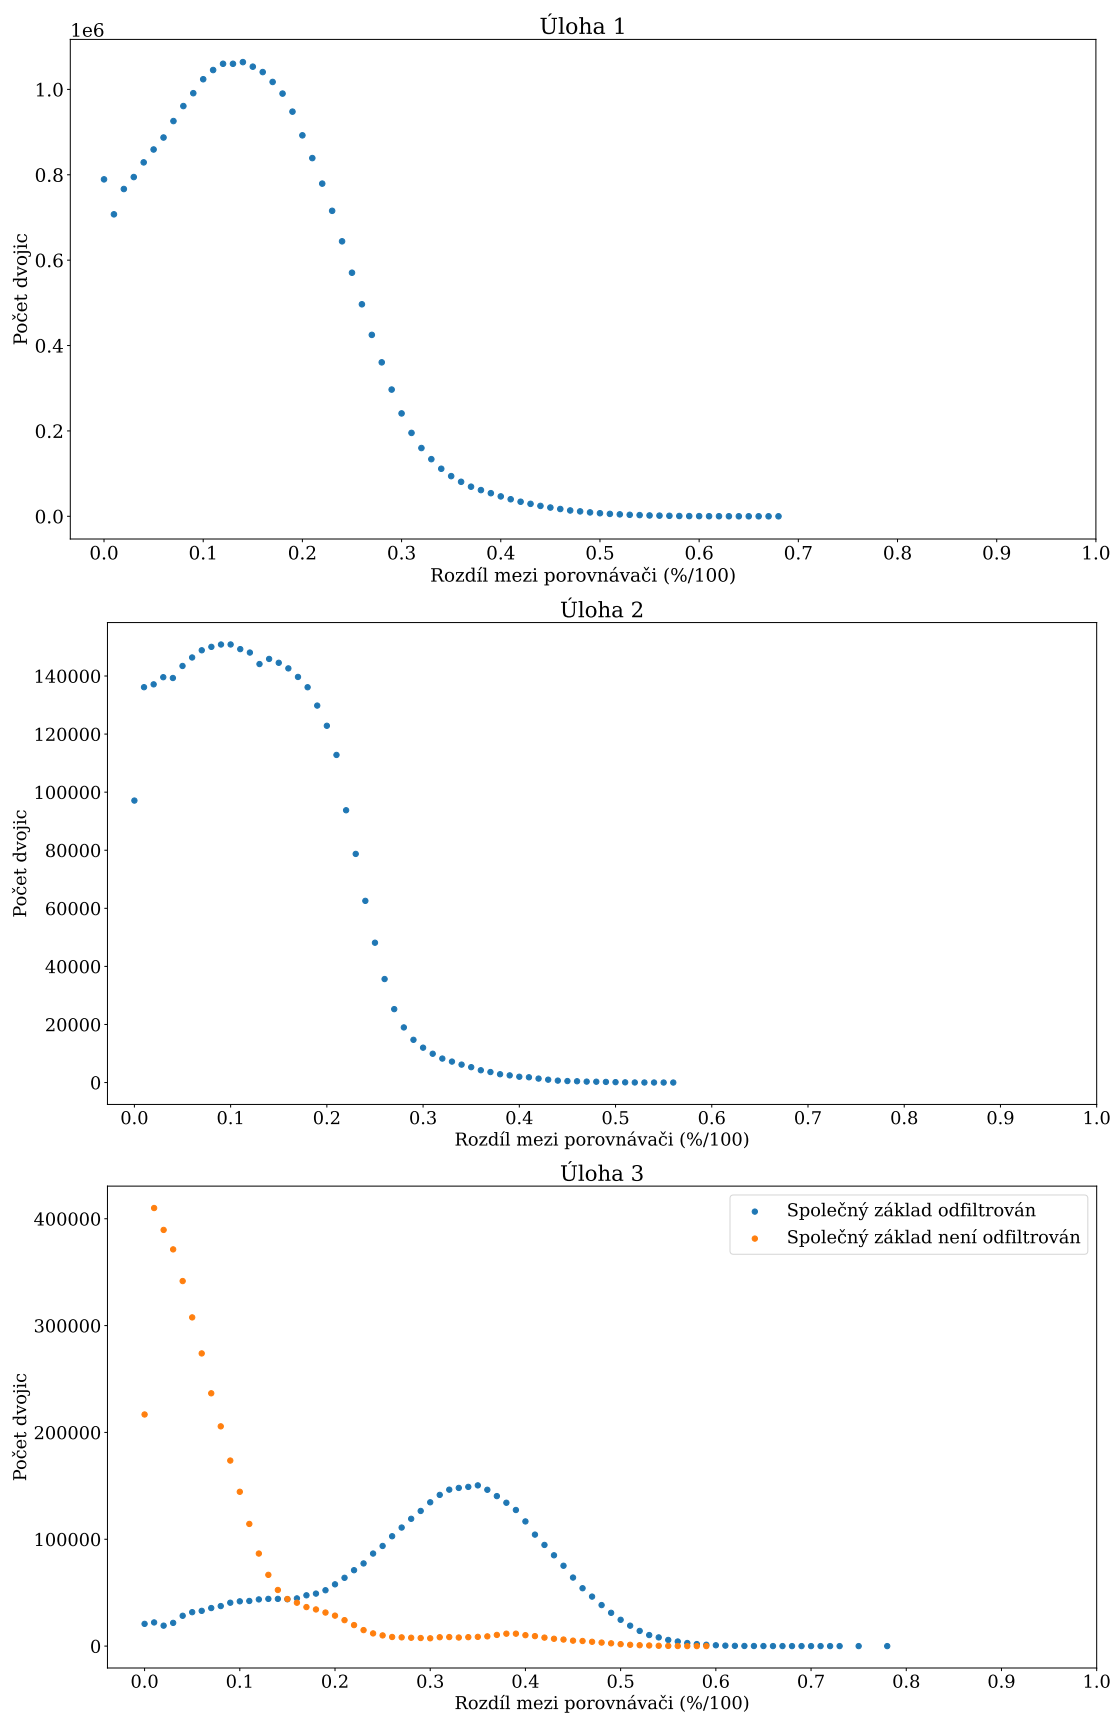 Úloha 1
1e6
1.0
0.8
0.6
0.4
0.2
0.0
Počet dvojic
0.0 0.1 0.2 0.3 0.4 0.5 0.6 0.7 0.8 0.9 1.0
Rozdíl mezi porovnávači (%/100)
Úloha 2
140000
120000
100000
80000
60000
40000
20000
0
Počet dvojic
0.0 0.1 0.2 0.3 0.4 0.5 0.6 0.7 0.8 0.9 1.0
Rozdíl mezi porovnávači (%/100)
Úloha 3
Společný základ odfiltrován
Společný základ není odfiltrován
400000
300000
200000
100000
0
Počet dvojic
0.0 0.1 0.2 0.3 0.4 0.5 0.6 0.7 0.8 0.9 1.0
Rozdíl mezi porovnávači (%/100)